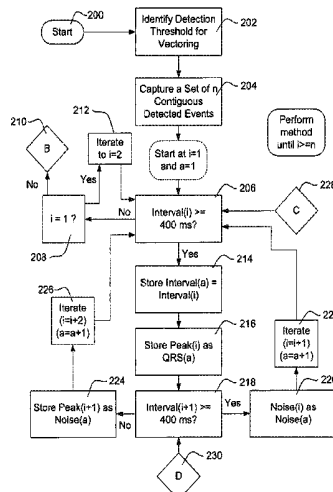 200
Start
202
Identify Detection
Threshold for
Vectoring
204
Capture a Set of n
Contiguous
Detected Events
210
B
212
Iterate
to i=2
Start at i=1
and a=1
Perform
method
until i>=n
No
Yes
206
228
i = 1 ?
No
Interval(i) >=
400 ms?
C
208
Yes
214
Store Interval(a) =
Interval(i)
226
Iterate
(i=i+2)
(a=a+1)
216
Store Peak(i) as
QRS(a)
Iterate
(i=i+1)
(a=a+1)
224
218
220
Store Peak(i+1) as
Noise(a)
No
Interval(i+1) >=
400 ms?
Yes
Noise(i) as
Noise(a)
D
230